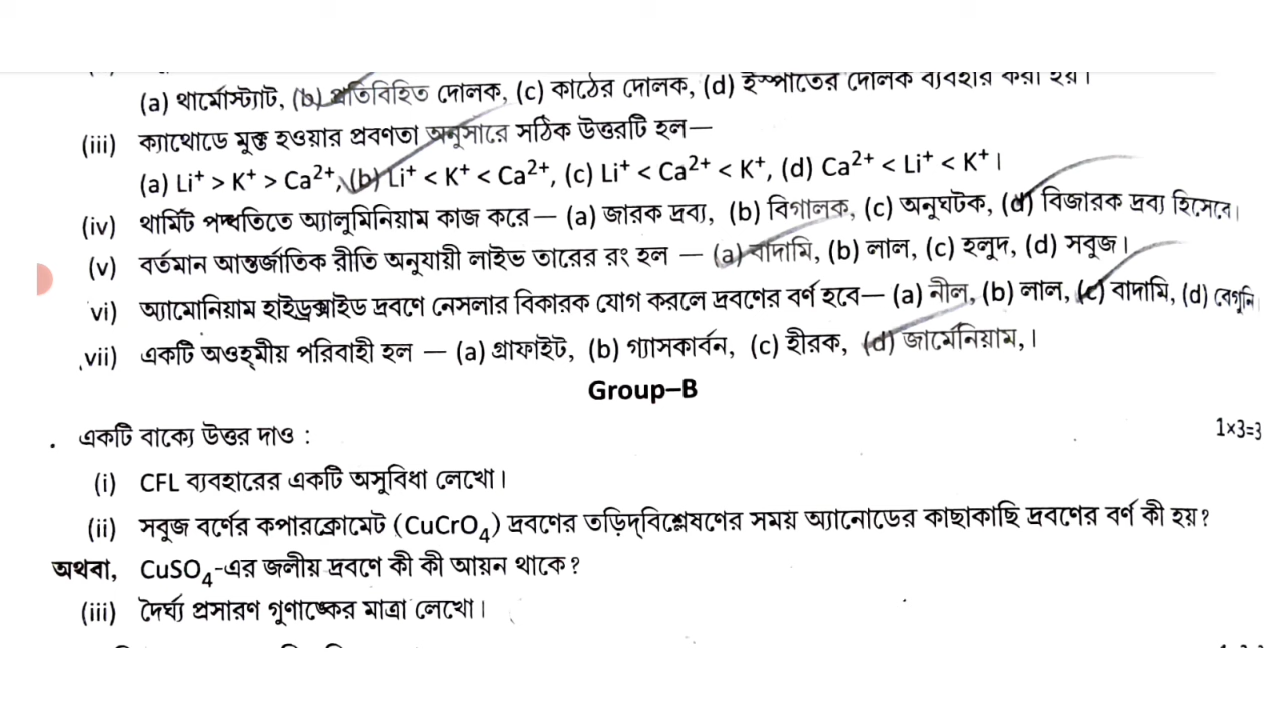 (a) থার্মোস্ট্যাট, (b) প্রতিবিহিত দোলক, (c) কাঠের দোলক, (d) ইস্পাতের দোলক ব্যবহার করা হয়।
(iii) ক্যাথোডে মুক্ত হওয়ার প্রবণতা অনুসারে সঠিক উত্তরটি হল—
(a) Li⁺ > K⁺ > Ca²⁺, (b) Li⁺ < K⁺ < Ca²⁺, (c) Li⁺ < Ca²⁺ < K⁺, (d) Ca²⁺ < Li⁺ < K⁺।
(iv) থার্মিট পদ্ধতিতে অ্যালুমিনিয়াম কাজ করে— (a) জারক দ্রব্য, (b) বিগালক, (c) অনুঘটক, (d) বিজারক দ্রব্য হিসেবে।
(v) বর্তমান আন্তর্জাতিক রীতি অনুযায়ী লাইভ তারের রং হল — (a) বাদামি, (b) লাল, (c) হলুদ, (d) সবুজ।
vi) অ্যামোনিয়াম হাইড্রক্সাইড দ্রবণে নেসলার বিকারক যোগ করলে দ্রবণের বর্ণ হবে— (a) নীল, (b) লাল, (c) বাদামি, (d) বেগুনি
vii) একটি অওহ্‌মীয় পরিবাহী হল — (a) গ্রাফাইট, (b) গ্যাসকার্বন, (c) হীরক, (d) জার্মেনিয়াম,।
Group–B
. একটি বাক্যে উত্তর দাও : 1×3=3
(i) CFL ব্যবহারের একটি অসুবিধা লেখো।
(ii) সবুজ বর্ণের কপারক্রোমেট (CuCrO₄) দ্রবণের তড়িদ্‌বিশ্লেষণের সময় অ্যানোডের কাছাকাছি দ্রবণের বর্ণ কী হয়?
অথবা, CuSO₄-এর জলীয় দ্রবণে কী কী আয়ন থাকে?
(iii) দৈর্ঘ্য প্রসারণ গুণাঙ্কের মাত্রা লেখো।